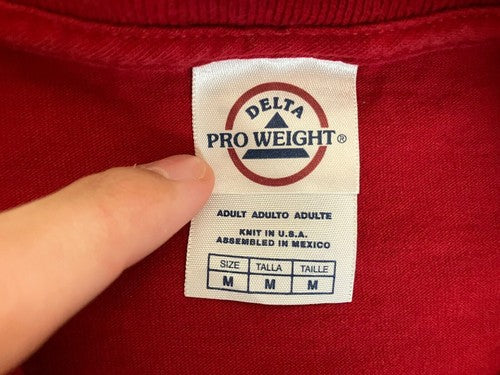 DELTA
PRO WEIGHT®
ADULT ADULTO ADULTE
KNIT IN U.S.A.
ASSEMBLED IN MEXICO
SIZE TALLA TAILLE
M M M